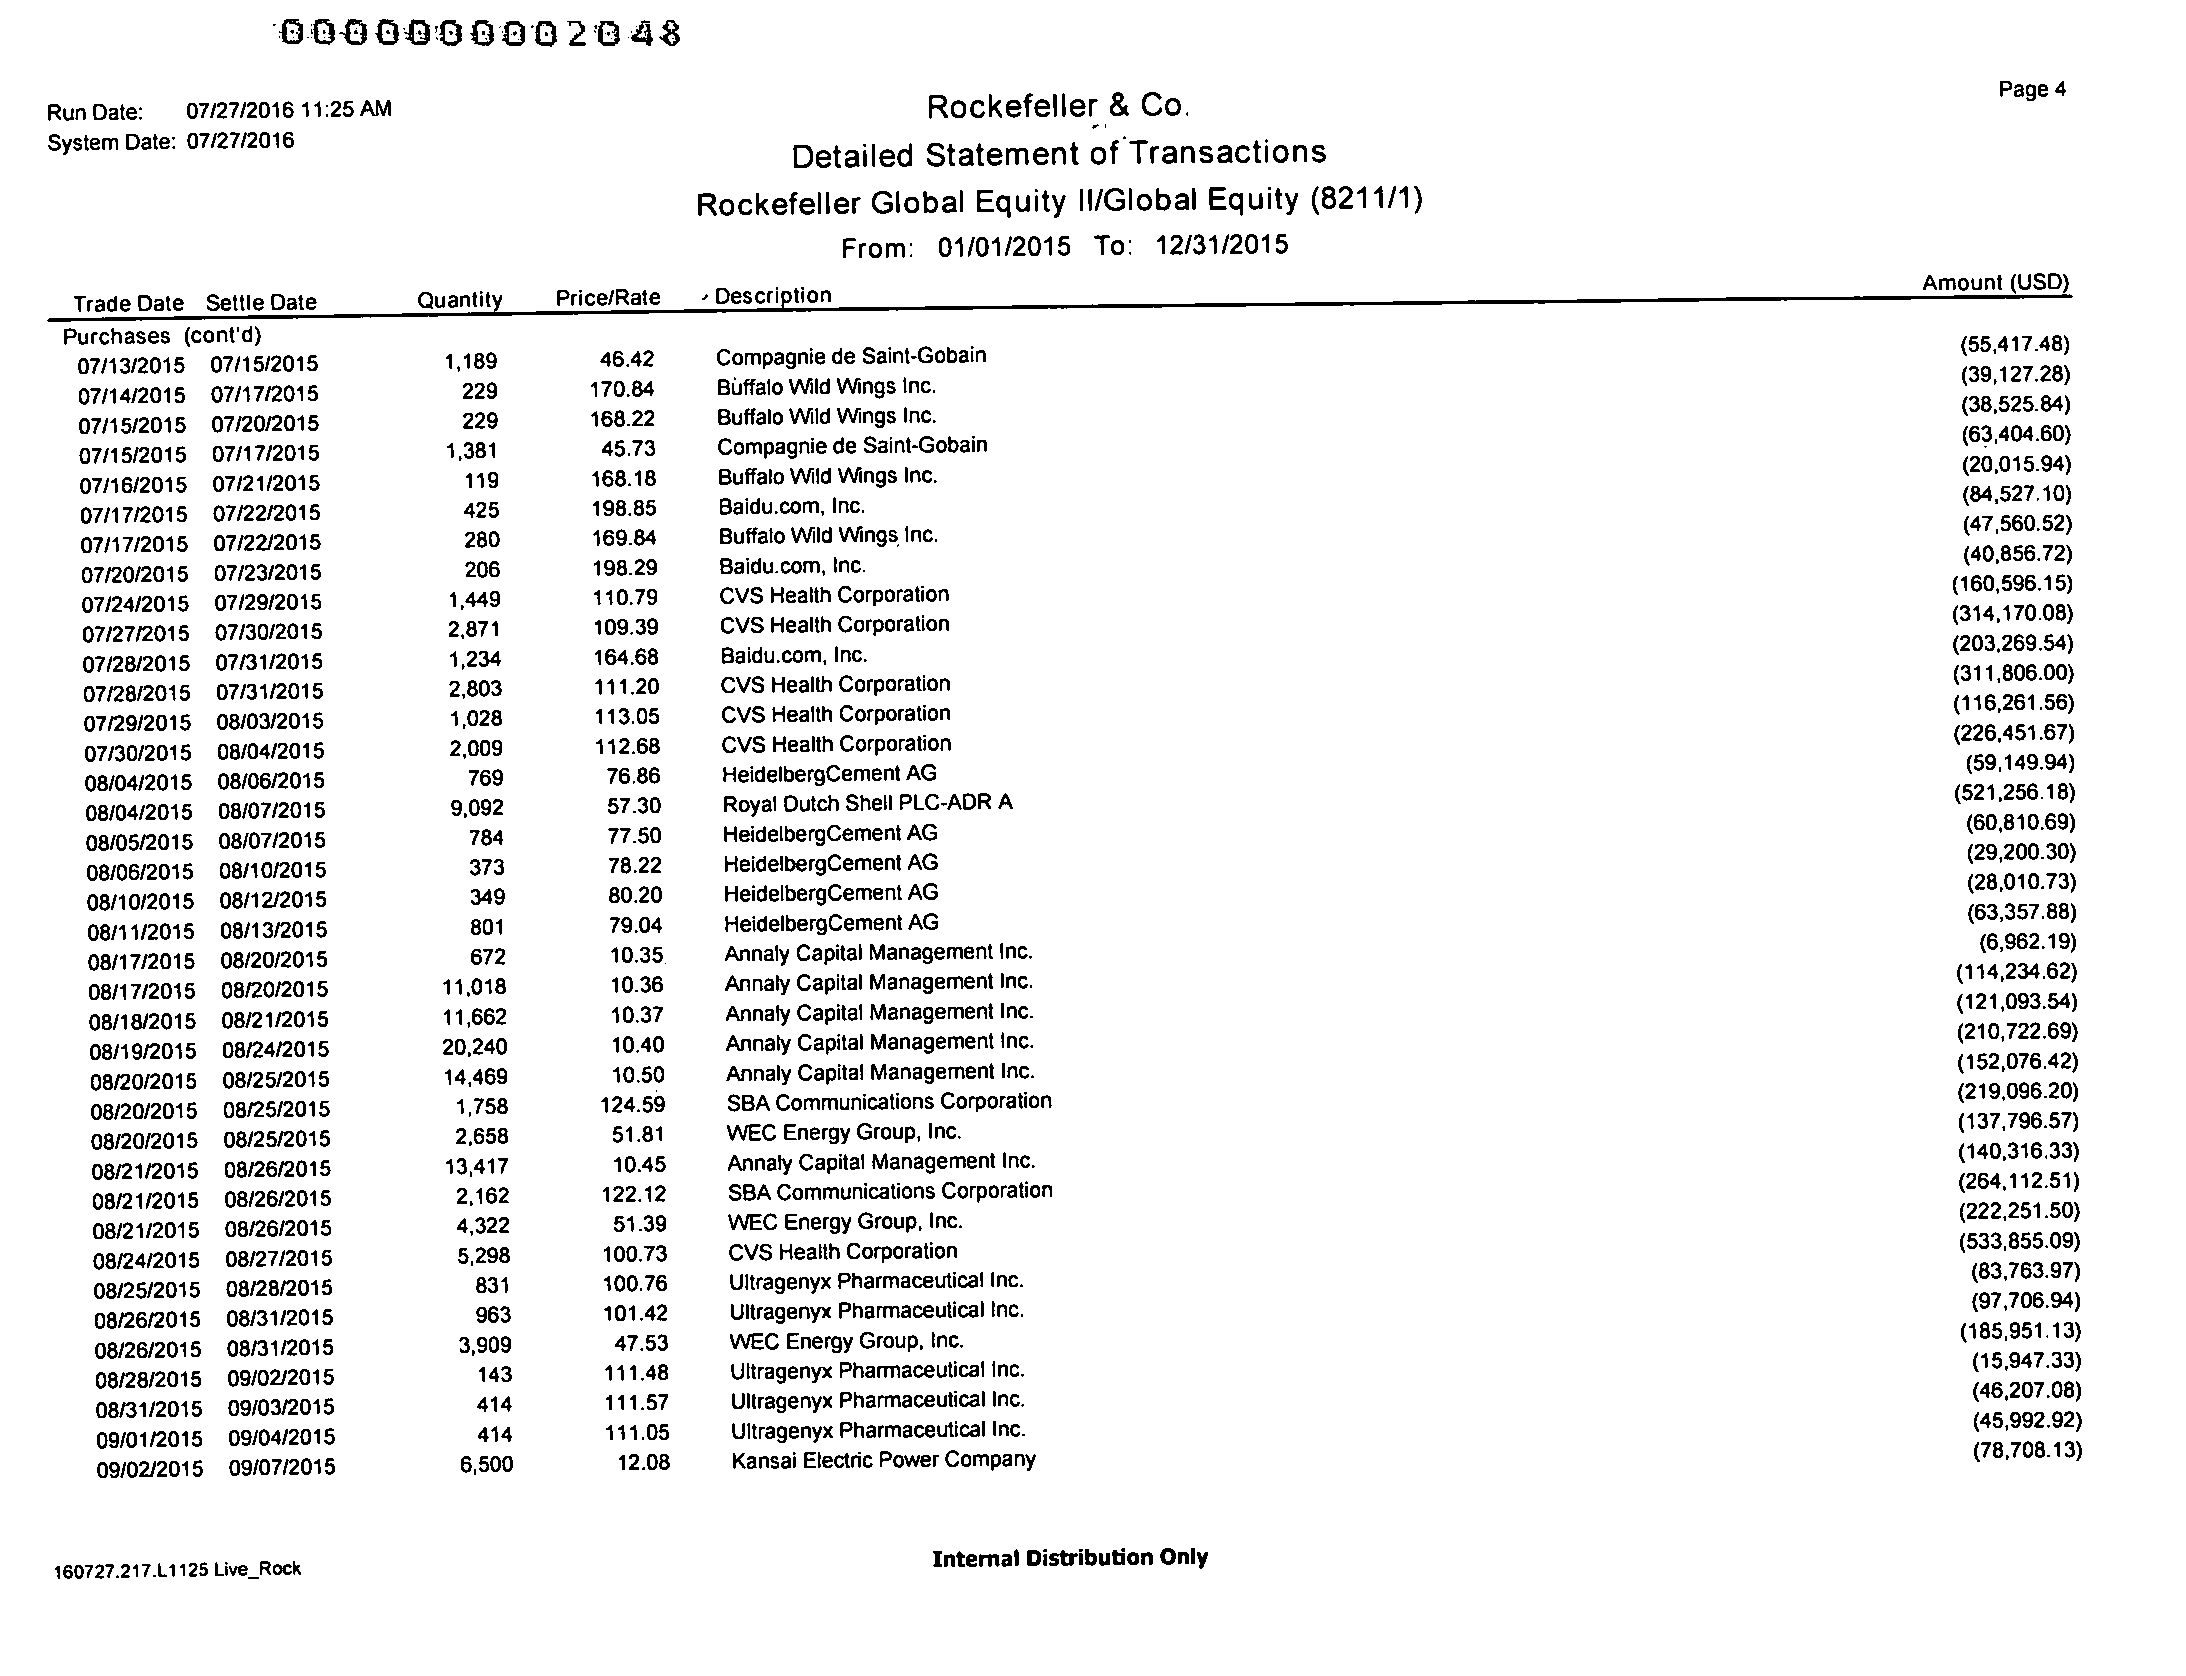 0000000002048
Page 4
Run Date: 07/27/2016 11:25 AM
Rockefeller & Co.
System Date: 07/27/2016
Detailed Statement of Transactions
Rockefeller Global Equity II/Global Equity (8211/1)
From: 01/01/2015 To: 12/31/2015
Trade Date Settle Date Quantity Price/Rate Description Amount (USD)
Purchases (cont'd)
07/13/2015 07/15/2015 1,189 46.42 Compagnie de Saint-Gobain (55,417.48)
07/14/2015 07/17/2015 229 170.84 Buffalo Wild Wings Inc. (39,127.28)
07/15/2015 07/20/2015 229 168.22 Buffalo Wild Wings Inc. (38,525.84)
07/15/2015 07/17/2015 1,381 45.73 Compagnie de Saint-Gobain (63,404.60)
07/16/2015 07/21/2015 119 168.18 Buffalo Wild Wings Inc. (20,015.94)
07/17/2015 07/22/2015 425 198.85 Baidu.com, Inc. (84,527.10)
07/17/2015 07/22/2015 280 169.84 Buffalo Wild Wings Inc. (47,560.52)
07/20/2015 07/23/2015 206 198.29 Baidu.com, Inc. (40,856.72)
07/24/2015 07/29/2015 1,449 110.79 CVS Health Corporation (160,596.15)
07/27/2015 07/30/2015 2,871 109.39 CVS Health Corporation (314,170.08)
07/28/2015 07/31/2015 1,234 164.68 Baidu.com, Inc. (203,269.54)
07/28/2015 07/31/2015 2,803 111.20 CVS Health Corporation (311,806.00)
07/29/2015 08/03/2015 1,028 113.05 CVS Health Corporation (116,261.56)
07/30/2015 08/04/2015 2,009 112.68 CVS Health Corporation (226,451.67)
08/04/2015 08/06/2015 769 76.86 HeidelbergCement AG (59,149.94)
08/04/2015 08/07/2015 9,092 57.30 Royal Dutch Shell PLC-ADR A (521,256.18)
08/05/2015 08/07/2015 784 77.50 HeidelbergCement AG (60,810.69)
08/06/2015 08/10/2015 373 78.22 HeidelbergCement AG (29,200.30)
08/10/2015 08/12/2015 349 80.20 HeidelbergCement AG (28,010.73)
08/11/2015 08/13/2015 801 79.04 HeidelbergCement AG (63,357.88)
08/17/2015 08/20/2015 672 10.35 Annaly Capital Management Inc. (6,962.19)
08/17/2015 08/20/2015 11,018 10.36 Annaly Capital Management Inc. (114,234.62)
08/18/2015 08/21/2015 11,662 10.37 Annaly Capital Management Inc. (121,093.54)
08/19/2015 08/24/2015 20,240 10.40 Annaly Capital Management Inc. (210,722.69)
08/20/2015 08/25/2015 14,469 10.50 Annaly Capital Management Inc. (152,076.42)
08/20/2015 08/25/2015 1,758 124.59 SBA Communications Corporation (219,096.20)
08/20/2015 08/25/2015 2,658 51.81 WEC Energy Group, Inc. (137,796.57)
08/21/2015 08/26/2015 13,417 10.45 Annaly Capital Management Inc. (140,316.33)
08/21/2015 08/26/2015 2,162 122.12 SBA Communications Corporation (264,112.51)
08/21/2015 08/26/2015 4,322 51.39 WEC Energy Group, Inc. (222,251.50)
08/24/2015 08/27/2015 5,298 100.73 CVS Health Corporation (533,855.09)
08/25/2015 08/28/2015 831 100.76 Ultragenyx Pharmaceutical Inc. (83,763.97)
08/26/2015 08/31/2015 963 101.42 Ultragenyx Pharmaceutical Inc. (97,706.94)
08/26/2015 08/31/2015 3,909 47.53 WEC Energy Group, Inc. (185,951.13)
08/28/2015 09/02/2015 143 111.48 Ultragenyx Pharmaceutical Inc. (15,947.33)
08/31/2015 09/03/2015 414 111.57 Ultragenyx Pharmaceutical Inc. (46,207.08)
09/01/2015 09/04/2015 414 111.05 Ultragenyx Pharmaceutical Inc. (45,992.92)
09/02/2015 09/07/2015 6,500 12.08 Kansai Electric Power Company (78,708.13)
Internal Distribution Only
160727.217.L1125 Live_Rock